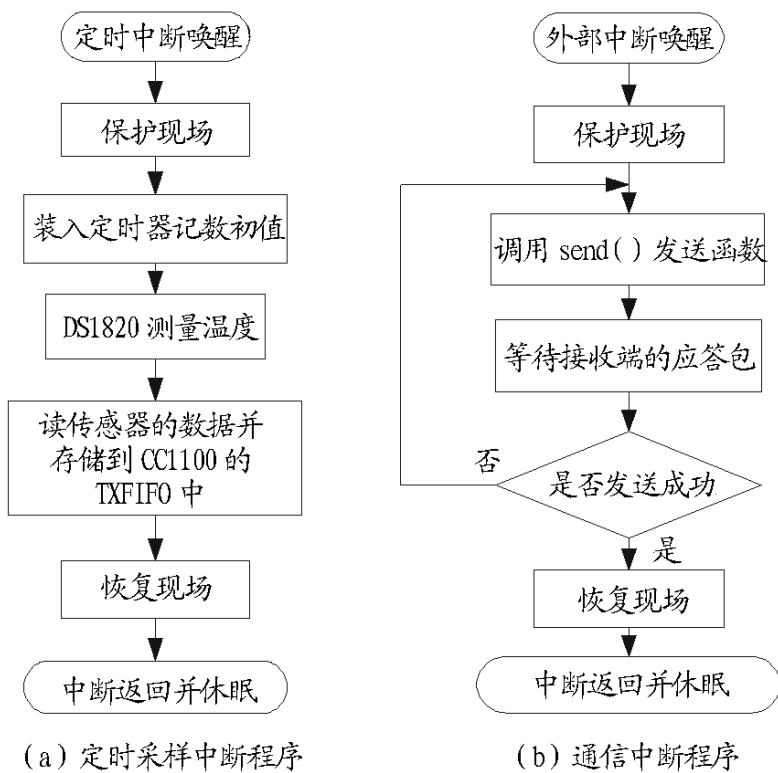 定时中断唤醒
保护现场
装入定时器记数初值
DS1820 测量温度
读传感器的数据并
存储到 CC1100 的
TXFIFO 中
恢复现场
中断返回并休眠
(a) 定时采样中断程序
外部中断唤醒
保护现场
调用 send() 发送函数
等待接收端的应答包
是否发送成功
否
是
恢复现场
中断返回并休眠
(b) 通信中断程序